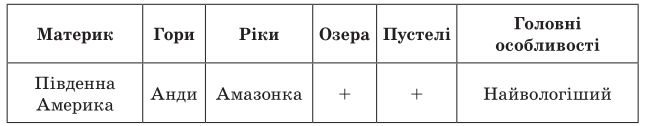 Материк Гори Ріки Озера Пустелі Головні особливості
Південна Америка Анди Амазонка + + Найвологіший